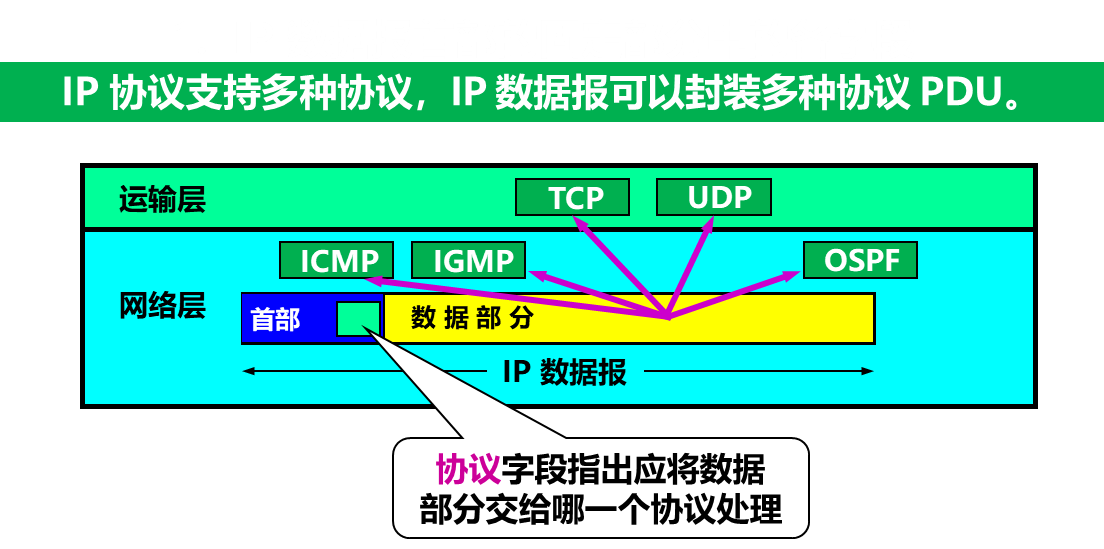 IP 协议支持多种协议，IP 数据报可以封装多种协议 PDU。
运输层
TCP
UDP
ICMP
IGMP
OSPF
网络层
首部
数 据 部 分
IP 数据报
协议字段指出应将数据
部分交给哪一个协议处理